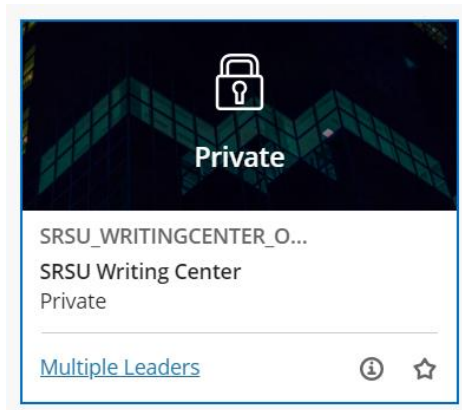 Private
SRSU_WRITINGCENTER_O...
SRSU Writing Center
Private
Multiple Leaders